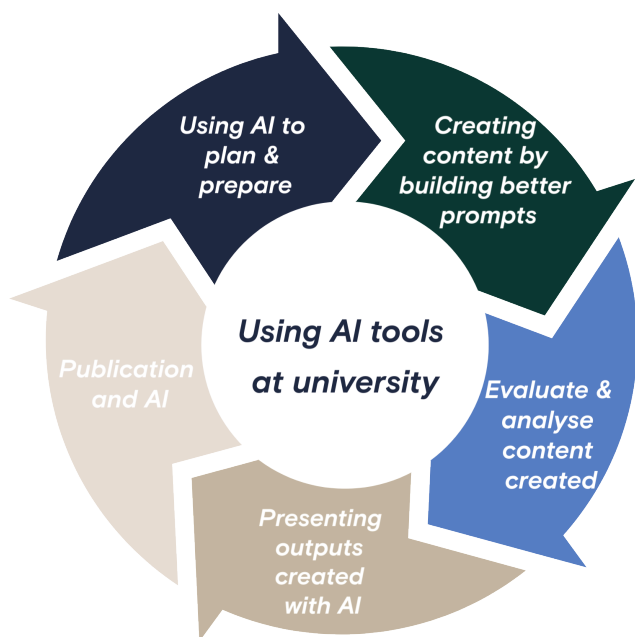 Using AI to
plan &
prepare
Creating
content by
building better
prompts
Evaluate &
analyse
content
created
Presenting
outputs
created
with AI
Publication
and AI
Using AI tools
at university